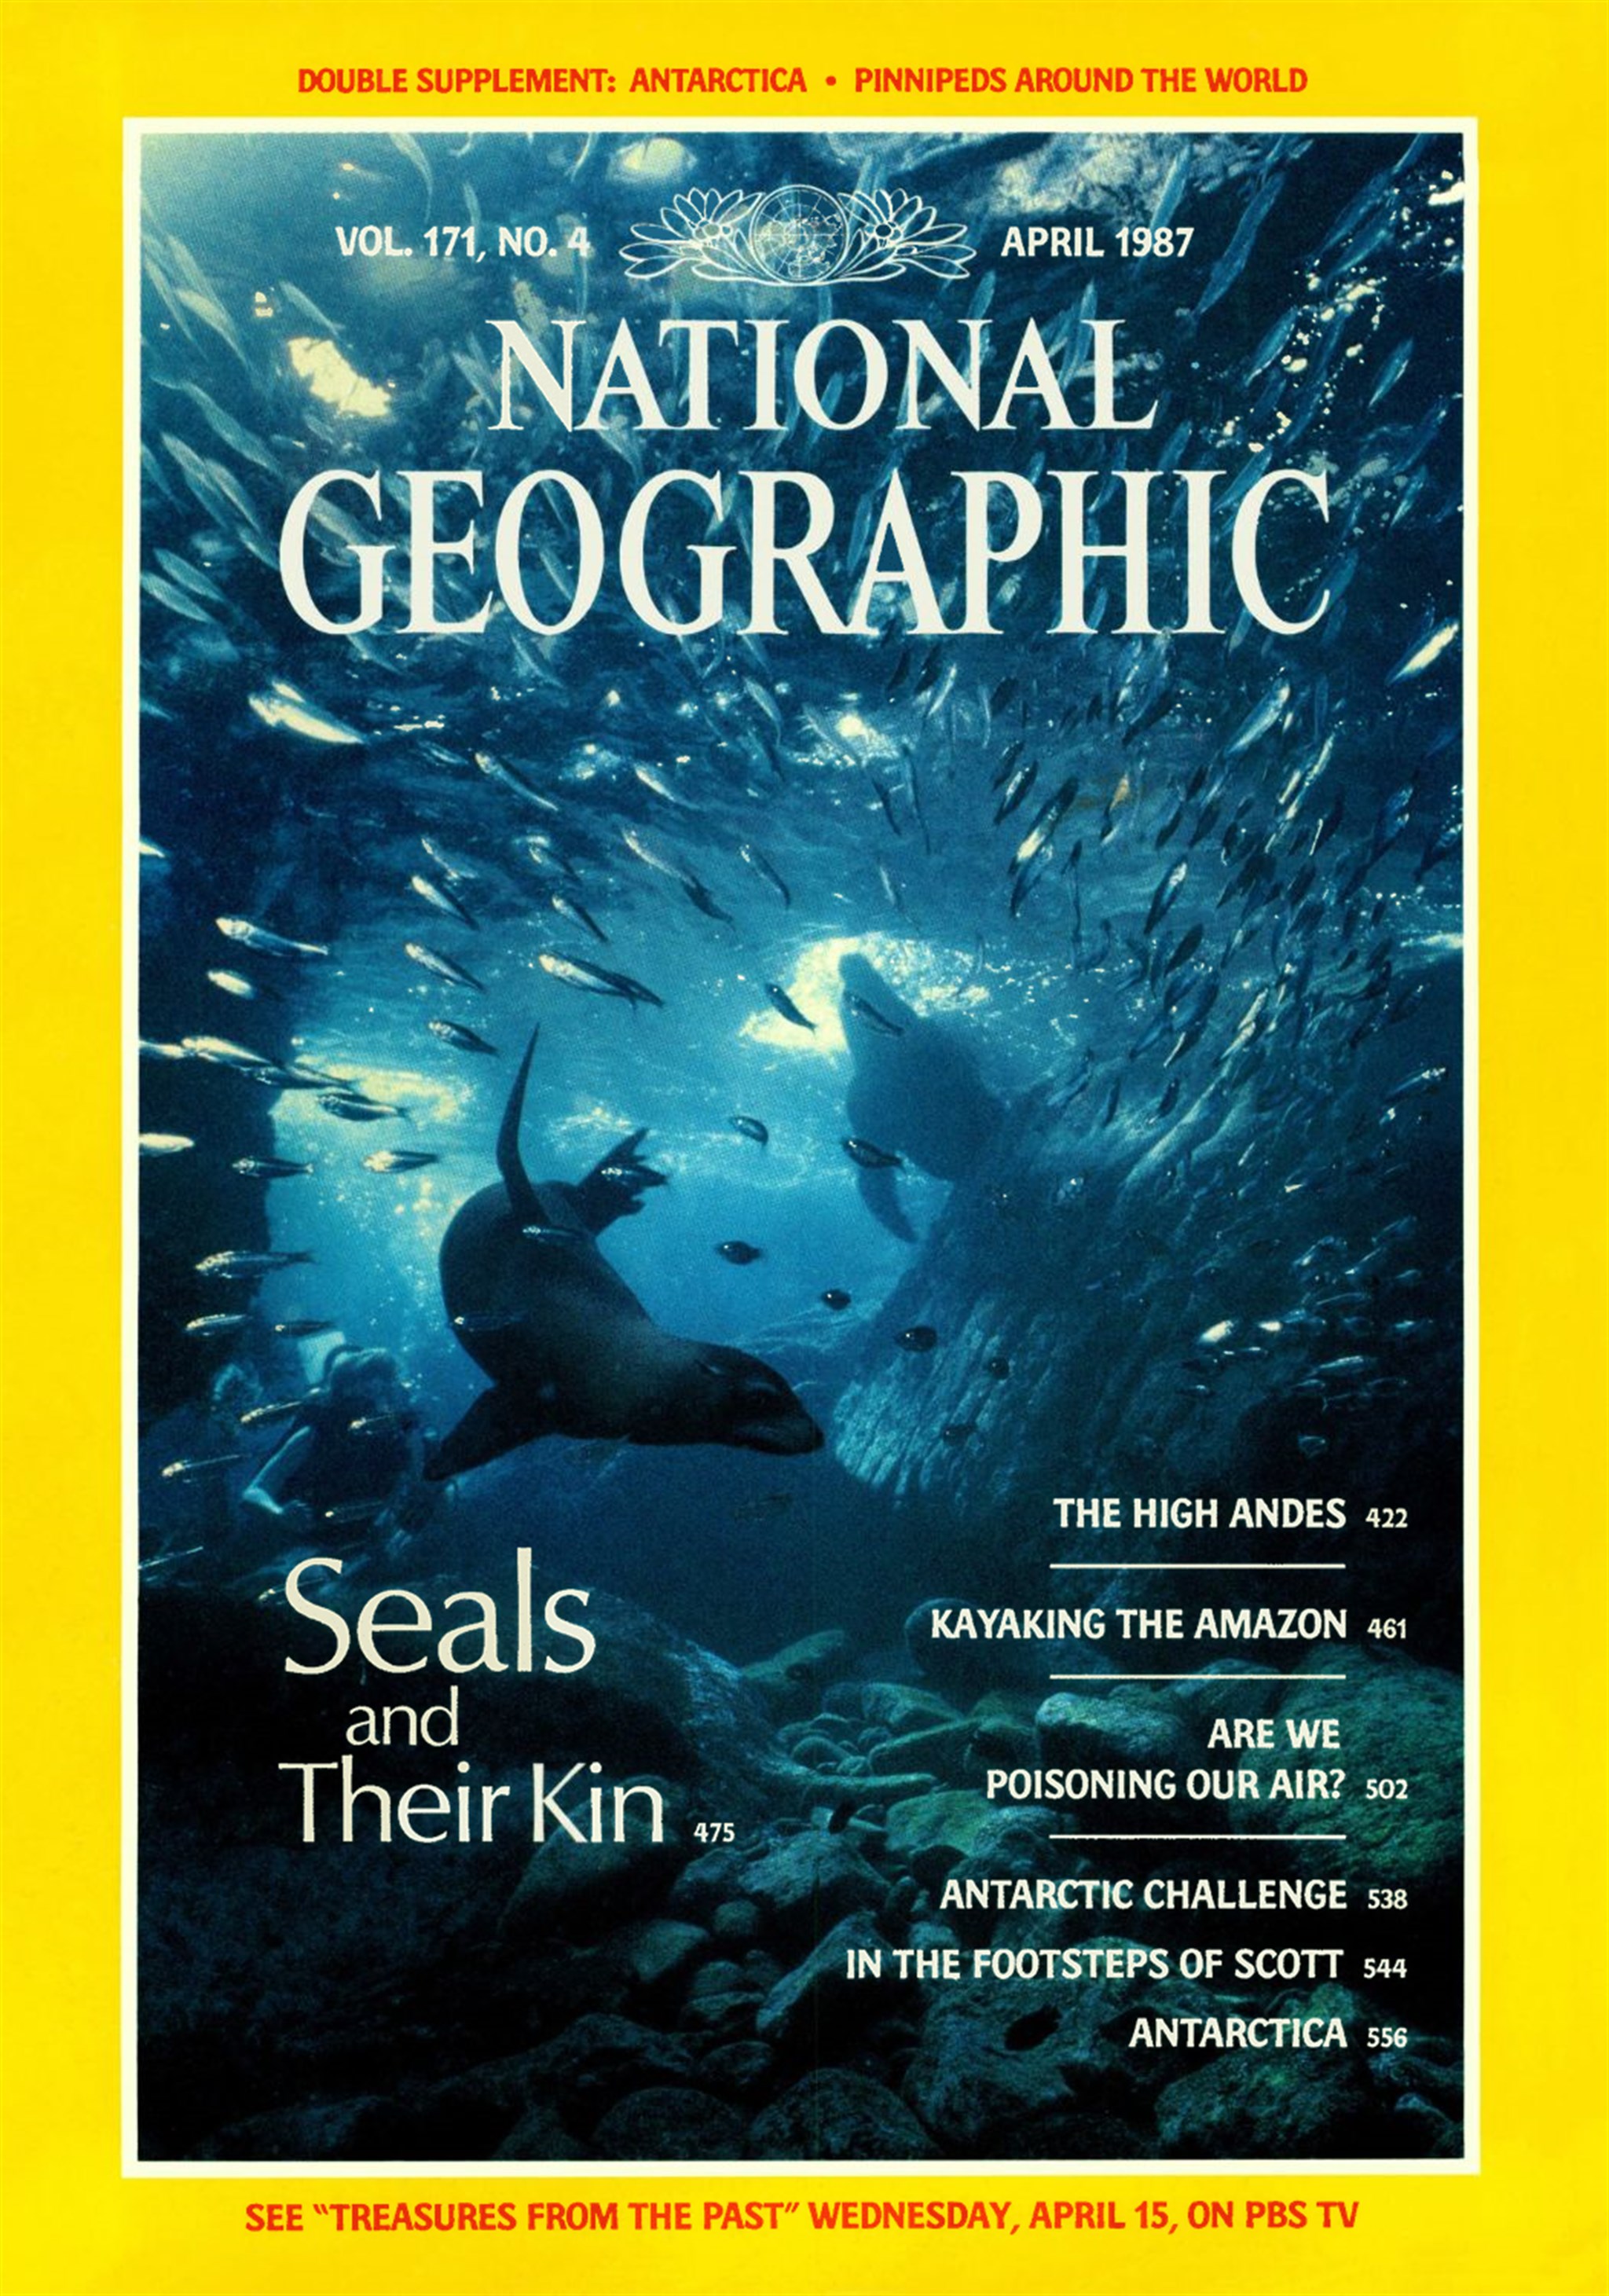 DOUBLE SUPPLEMENT: ANTARCTICA • PINNIPEDS AROUND THE WORLD
VOL. 171, NO. 4
APRIL 1987
NATIONAL
GEOGRAPHIC
Seals
and
Their Kin 475
THE HIGH ANDES 422
KAYAKING THE AMAZON 461
ARE WE
POISONING OUR AIR? 502
ANTARCTIC CHALLENGE 538
IN THE FOOTSTEPS OF SCOTT 544
ANTARCTICA 556
SEE "TREASURES FROM THE PAST" WEDNESDAY, APRIL 15, ON PBS TV